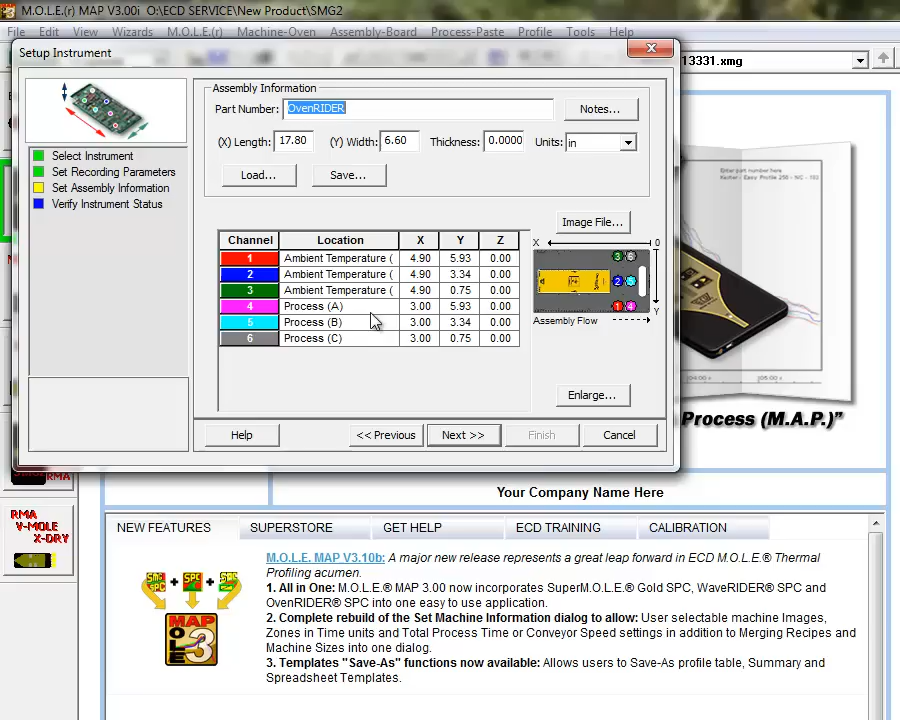 M.O.L.E.(r) MAP V3.00i O:\ECD SERVICE\New Product\SMG2
File Edit View Wizards M.O.L.E.(r) Machine-Oven Assembly-Board Process-Paste Profile Tools Help
Setup Instrument
13331.xmg
Select Instrument
Set Recording Parameters
Set Assembly Information
Verify Instrument Status
Assembly Information
Part Number: OvenRIDER Notes...
(X) Length: 17.80 (Y) Width: 6.60 Thickness: 0.0000 Units: in
Load... Save...
Image File...
Channel Location X Y Z
1 Ambient Temperature ( 4.90 5.93 0.00
2 Ambient Temperature ( 4.90 3.34 0.00
3 Ambient Temperature ( 4.90 0.75 0.00
4 Process (A) 3.00 5.93 0.00
5 Process (B) 3.00 3.34 0.00
6 Process (C) 3.00 0.75 0.00
X 0
3 6
2 5
1 4
Y
Assembly Flow
Enlarge...
Help << Previous Next >> Finish Cancel
Process (M.A.P.)”
RMA
RMA
V-MOLE
X-DRY
Your Company Name Here
NEW FEATURES SUPERSTORE GET HELP ECD TRAINING CALIBRATION
M.O.L.E. MAP V3.10b: A major new release represents a great leap forward in ECD M.O.L.E.® Thermal
Profiling acumen.
1. All in One: M.O.L.E.® MAP 3.00 now incorporates SuperM.O.L.E.® Gold SPC, WaveRIDER® SPC and
OvenRIDER® SPC into one easy to use application.
2. Complete rebuild of the Set Machine Information dialog to allow: User selectable machine Images,
Zones in Time units and Total Process Time or Conveyor Speed settings in addition to Merging Recipes and
Machine Sizes into one dialog.
3. Templates "Save-As" functions now available: Allows users to Save-As profile table, Summary and
Spreadsheet Templates.
SMG SPC + SPC + SPC
MAP
MOLE 3